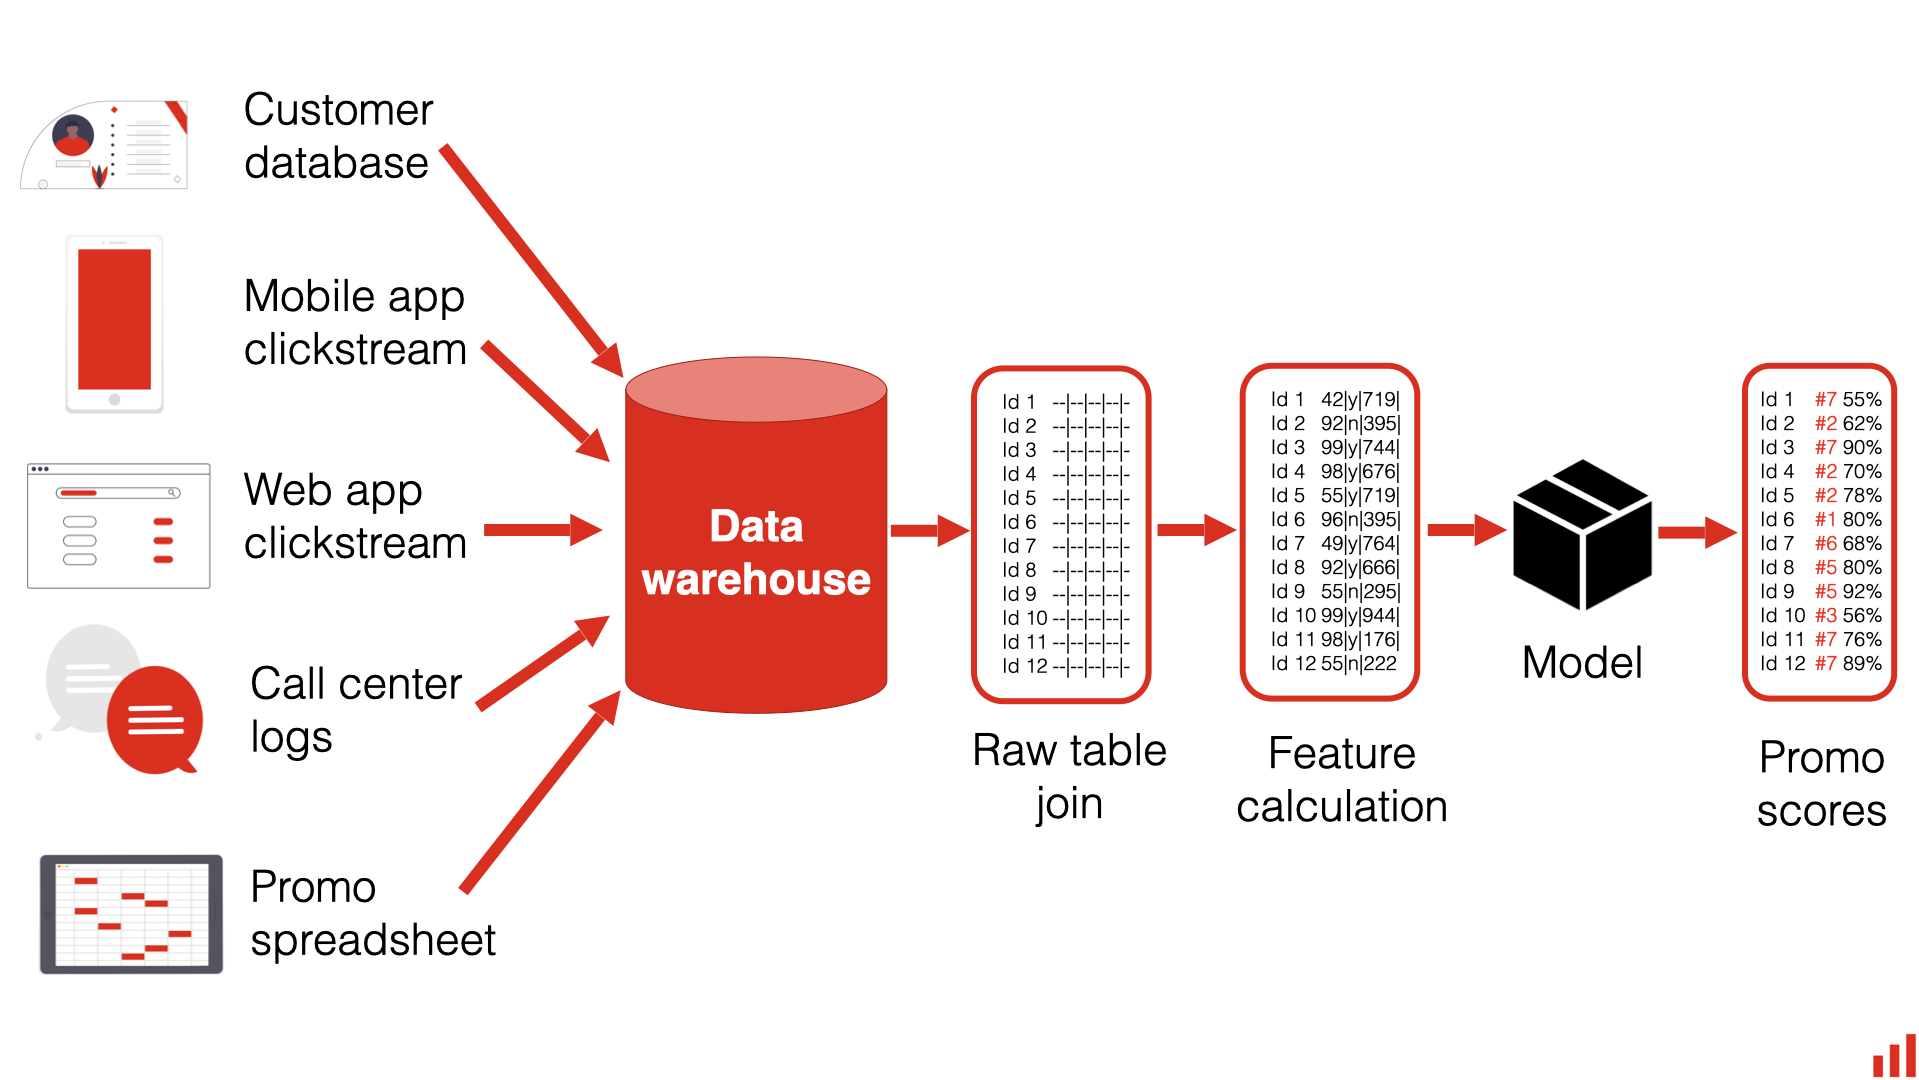 Customer
database
Mobile app
clickstream
Web app
clickstream
Call center
logs
Promo
spreadsheet
Data
warehouse
Id 1 --|--|--|--|-
Id 2 --|--|--|--|-
Id 3 --|--|--|--|-
Id 4 --|--|--|--|-
Id 5 --|--|--|--|-
Id 6 --|--|--|--|-
Id 7 --|--|--|--|-
Id 8 --|--|--|--|-
Id 9 --|--|--|--|-
Id 10 --|--|--|--|-
Id 11 --|--|--|--|-
Id 12 --|--|--|--|-
Raw table
join
Id 1 42|y|719|
Id 2 92|n|395|
Id 3 99|y|744|
Id 4 98|y|676|
Id 5 55|y|719|
Id 6 96|n|395|
Id 7 49|y|764|
Id 8 92|y|666|
Id 9 55|n|295|
Id 10 99|y|944|
Id 11 98|y|176|
Id 12 55|n|222
Feature
calculation
Model
Id 1 #7 55%
Id 2 #2 62%
Id 3 #7 90%
Id 4 #2 70%
Id 5 #2 78%
Id 6 #1 80%
Id 7 #6 68%
Id 8 #5 80%
Id 9 #5 92%
Id 10 #3 56%
Id 11 #7 76%
Id 12 #7 89%
Promo
scores